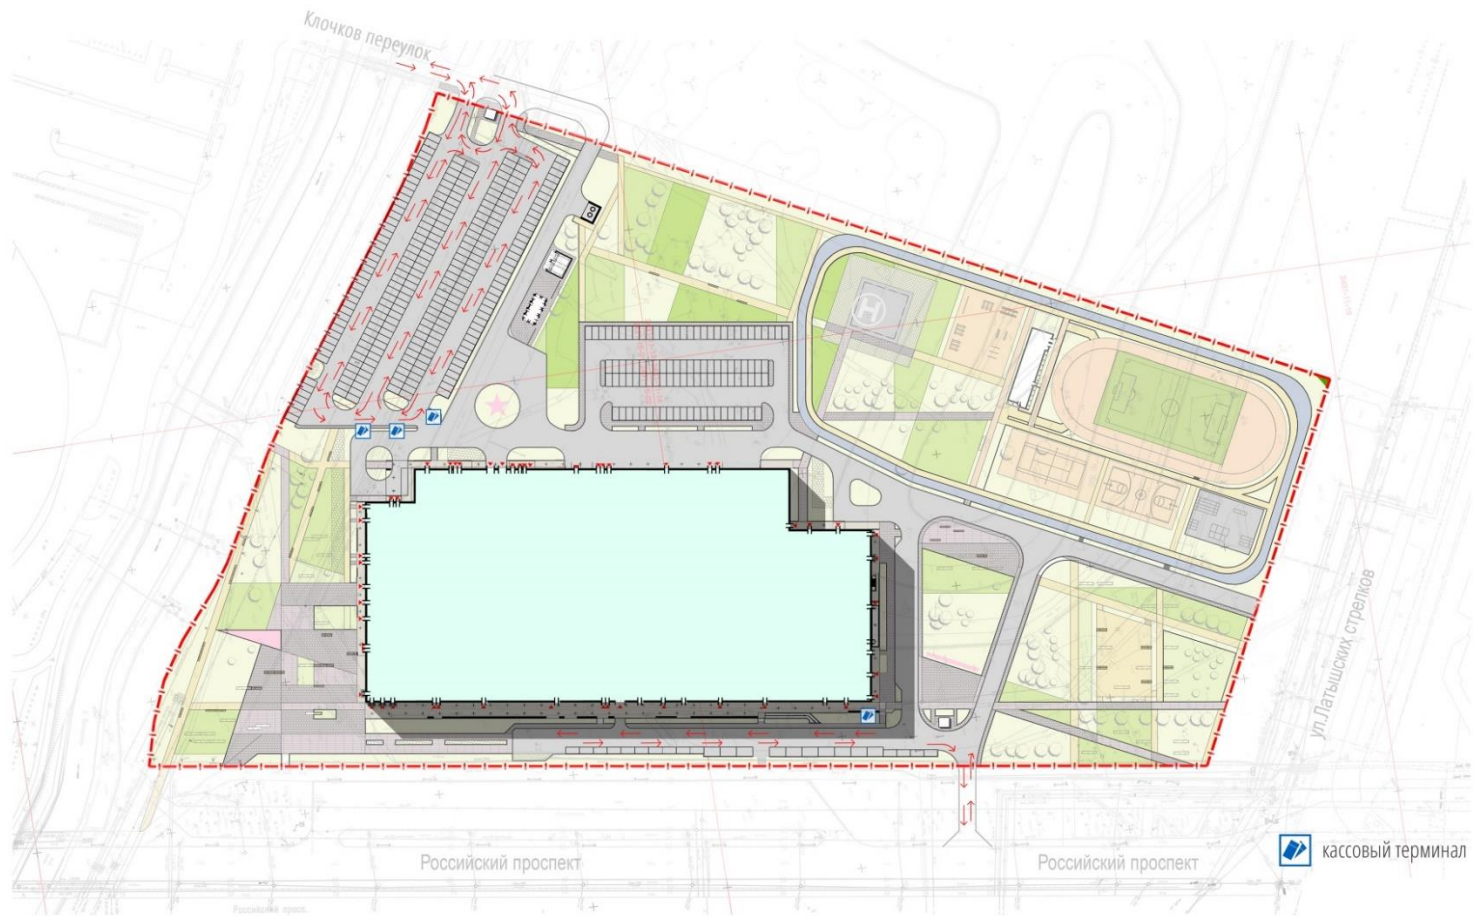 Клочков переулок
H
ул.Латышских стрелков
Российский проспект
Российский проспект
кассовый терминал